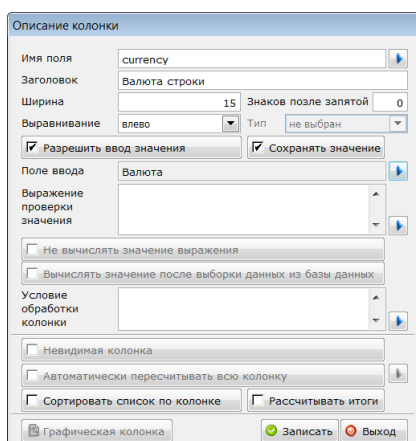 Описание колонки
Имя поля currency
Заголовок Валюта строки
Ширина 15 Знаков позле запятой 0
Выравнивание влево Тип не выбран
Разрешить ввод значения Сохранять значение
Поле ввода Валюта
Выражение
проверки
значения
Не вычислять значение выражения
Вычислять значение после выборки данных из базы данных
Условие
обработки
колонки
Невидимая колонка
Автоматически пересчитывать всю колонку
Сортировать список по колонке Рассчитывать итоги
Графическая колонка Записать Выход